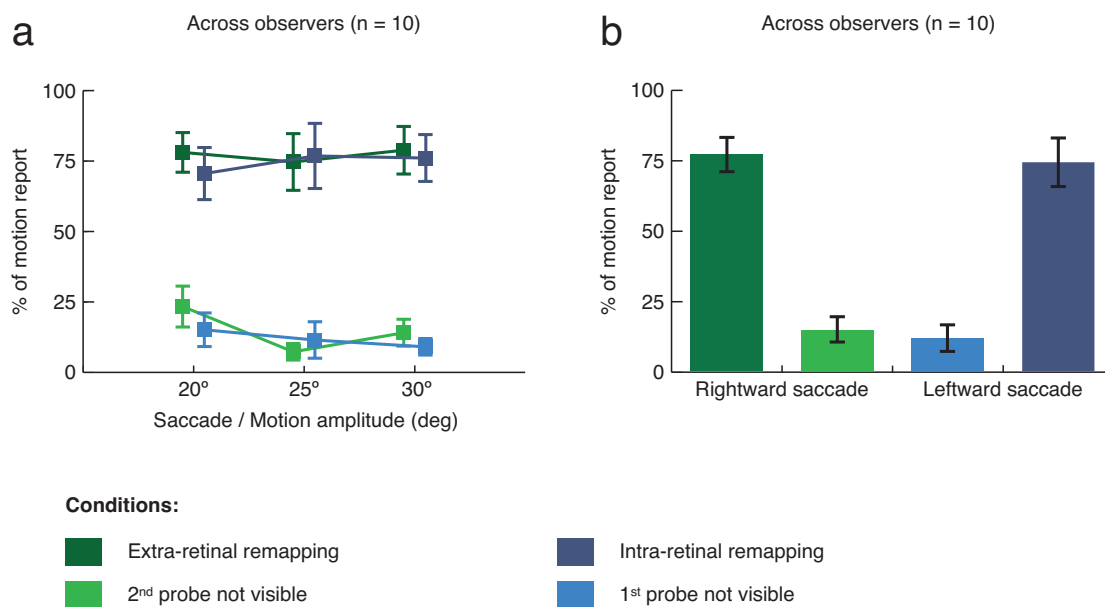 a
Across observers (n = 10)
% of motion report
100
75
50
25
0
20º
25º
30º
Saccade / Motion amplitude (deg)
b
Across observers (n = 10)
% of motion report
100
75
50
25
0
Rightward saccade
Leftward saccade
Conditions:
Extra-retinal remapping
Intra-retinal remapping
2nd probe not visible
1st probe not visible